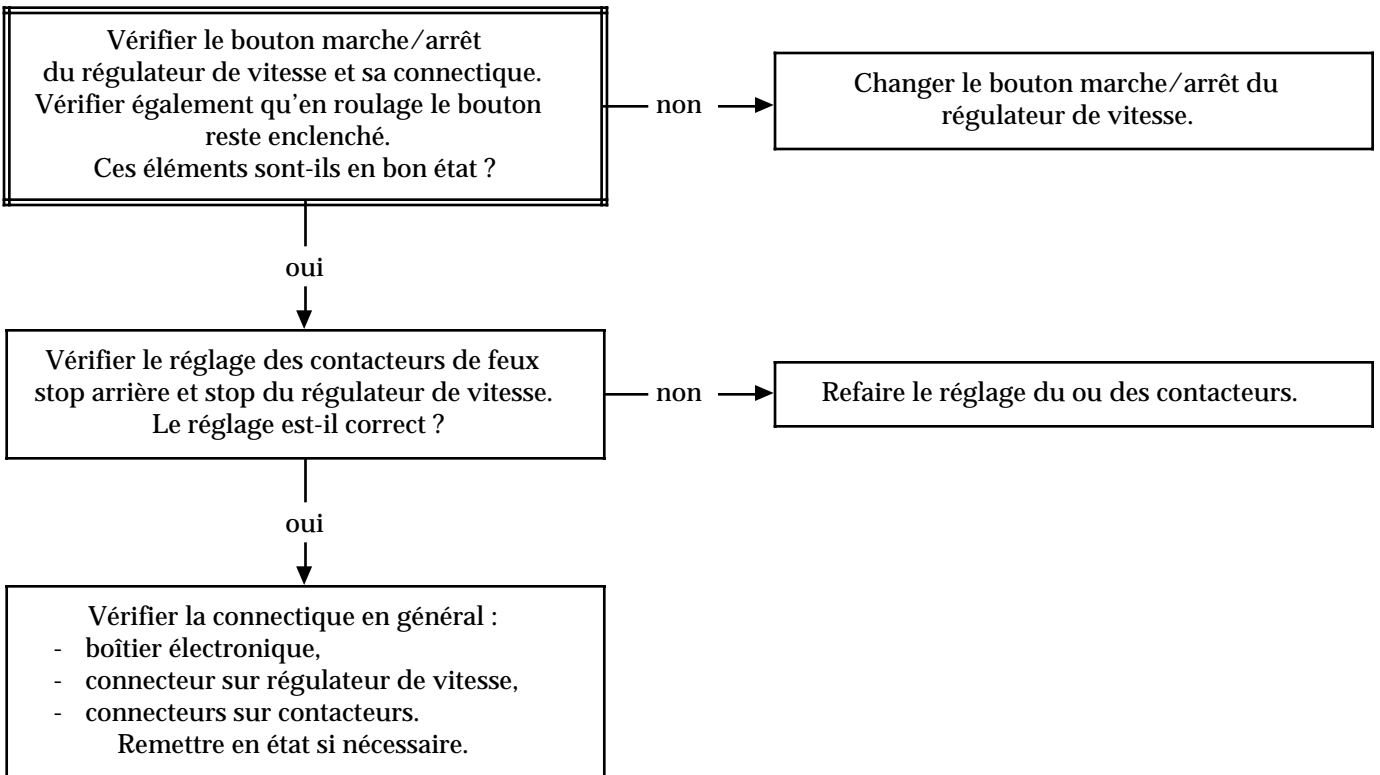 Vérifier le bouton marche/arrêt
du régulateur de vitesse et sa connectique.
Vérifier également qu'en roulage le bouton
reste enclenché.
Ces éléments sont-ils en bon état ?
non
Changer le bouton marche/arrêt du
régulateur de vitesse.
oui
Vérifier le réglage des contacteurs de feux
stop arrière et stop du régulateur de vitesse.
Le réglage est-il correct ?
non
Refaire le réglage du ou des contacteurs.
oui
Vérifier la connectique en général :
- boîtier électronique,
- connecteur sur régulateur de vitesse,
- connecteurs sur contacteurs.
Remettre en état si nécessaire.